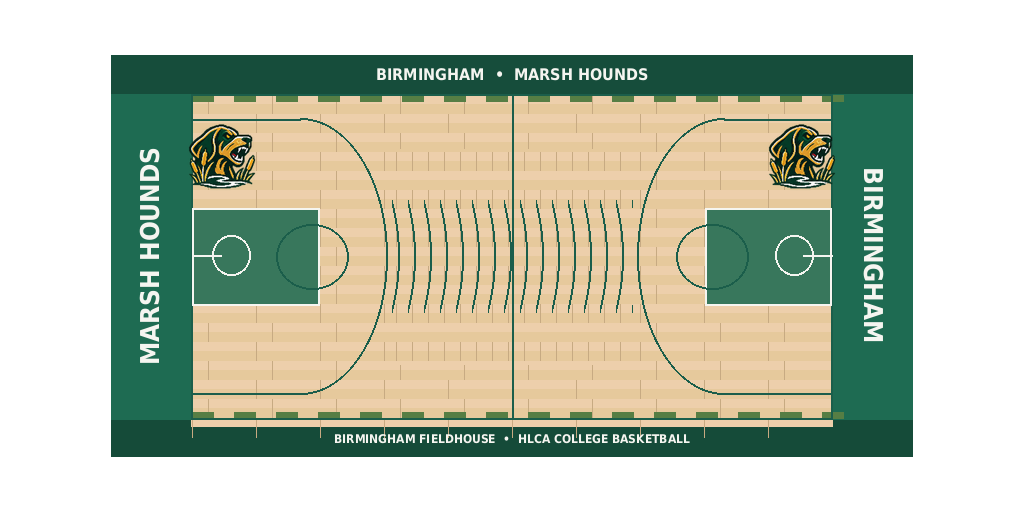 BIRMINGHAM • MARSH HOUNDS
MARSH HOUNDS
BIRMINGHAM
BIRMINGHAM FIELDHOUSE • HLCA COLLEGE BASKETBALL